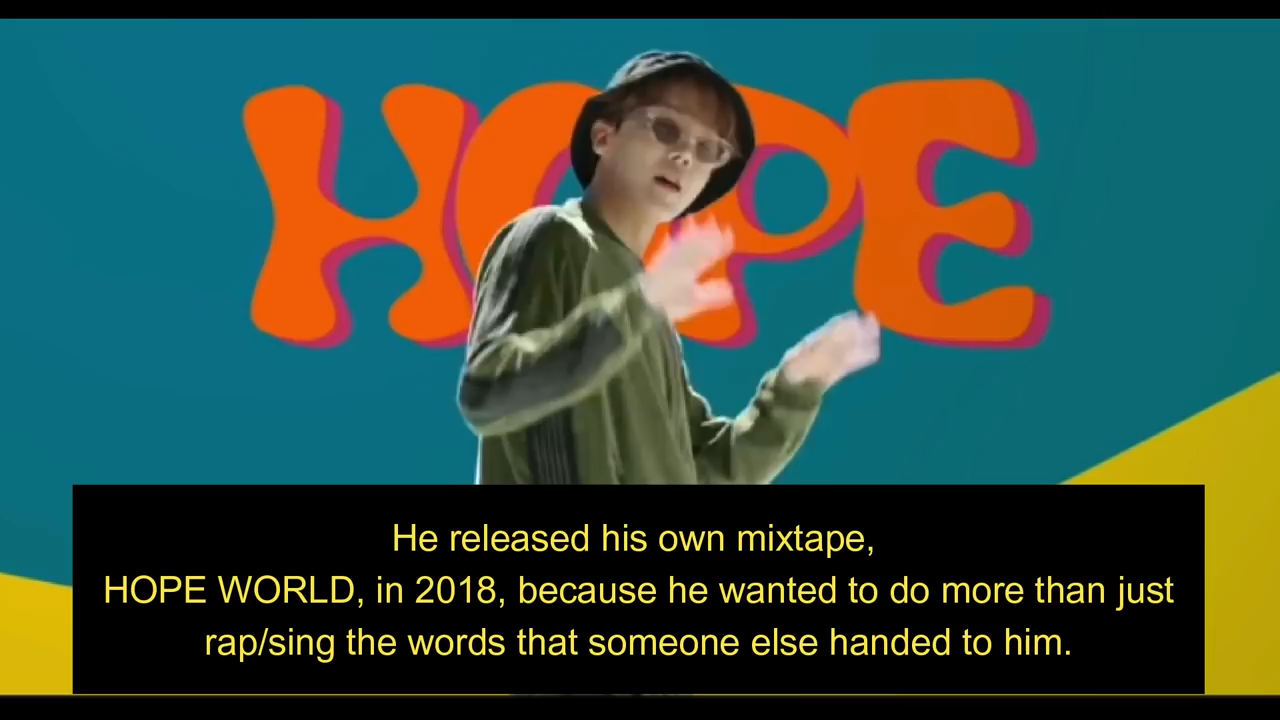 HOPE
He released his own mixtape,
HOPE WORLD, in 2018, because he wanted to do more than just
rap/sing the words that someone else handed to him.